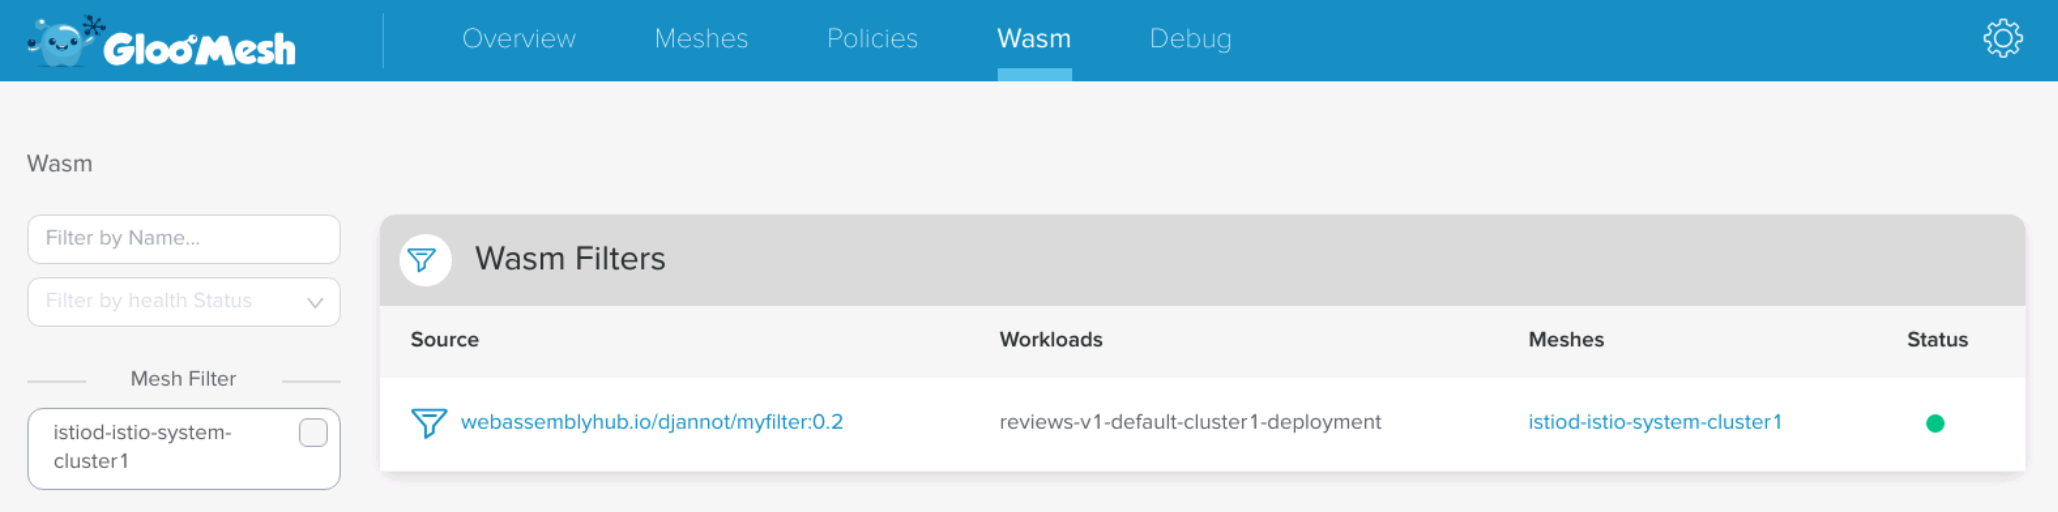 Gloo Mesh
Overview Meshes Policies Wasm Debug
Wasm
Filter by Name...
Filter by health Status
Mesh Filter
istiod-istio-system-
cluster1
Wasm Filters
Source Workloads Meshes Status
webassemblyhub.io/djannot/myfilter:0.2 reviews-v1-default-cluster1-deployment istiod-istio-system-cluster1